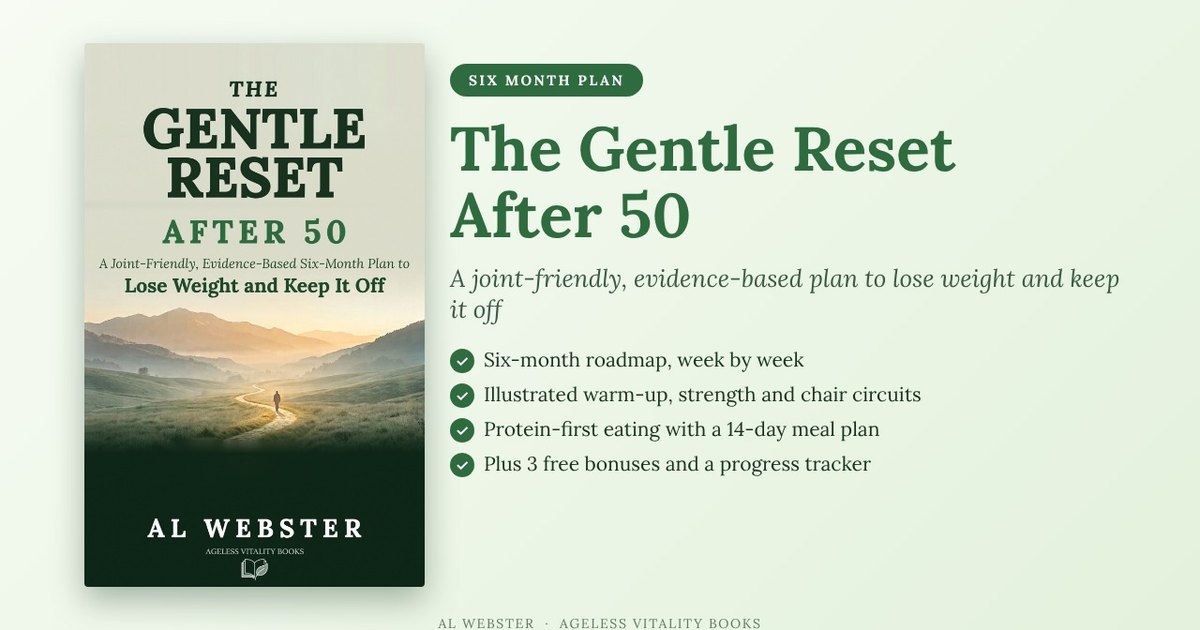 THE
GENTLE
RESET
AFTER 50
A Joint-Friendly, Evidence-Based Six-Month Plan to
Lose Weight and Keep It Off
AL WEBSTER
AGELESS VITALITY BOOKS
SIX MONTH PLAN
The Gentle Reset
After 50
A joint-friendly, evidence-based plan to lose weight and keep
it off
Six-month roadmap, week by week
Illustrated warm-up, strength and chair circuits
Protein-first eating with a 14-day meal plan
Plus 3 free bonuses and a progress tracker
AL WEBSTER · AGELESS VITALITY BOOKS